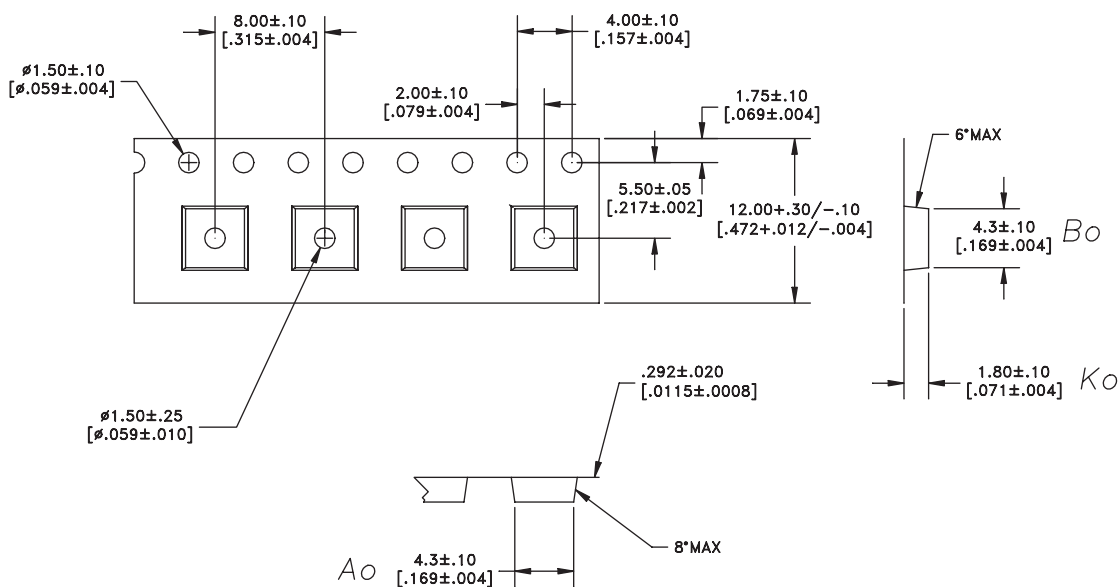 8.00±.10
[.315±.004]
4.00±.10
[.157±.004]
ø1.50±.10
[ø.059±.004]
2.00±.10
[.079±.004]
1.75±.10
[.069±.004]
6°MAX
5.50±.05
[.217±.002]
12.00+.30/-.10
[.472+.012/-.004]
4.3±.10
[.169±.004]
Bo
.292±.020
[.0115±.0008]
1.80±.10
[.071±.004]
Ko
ø1.50±.25
[ø.059±.010]
8°MAX
Ao
4.3±.10
[.169±.004]